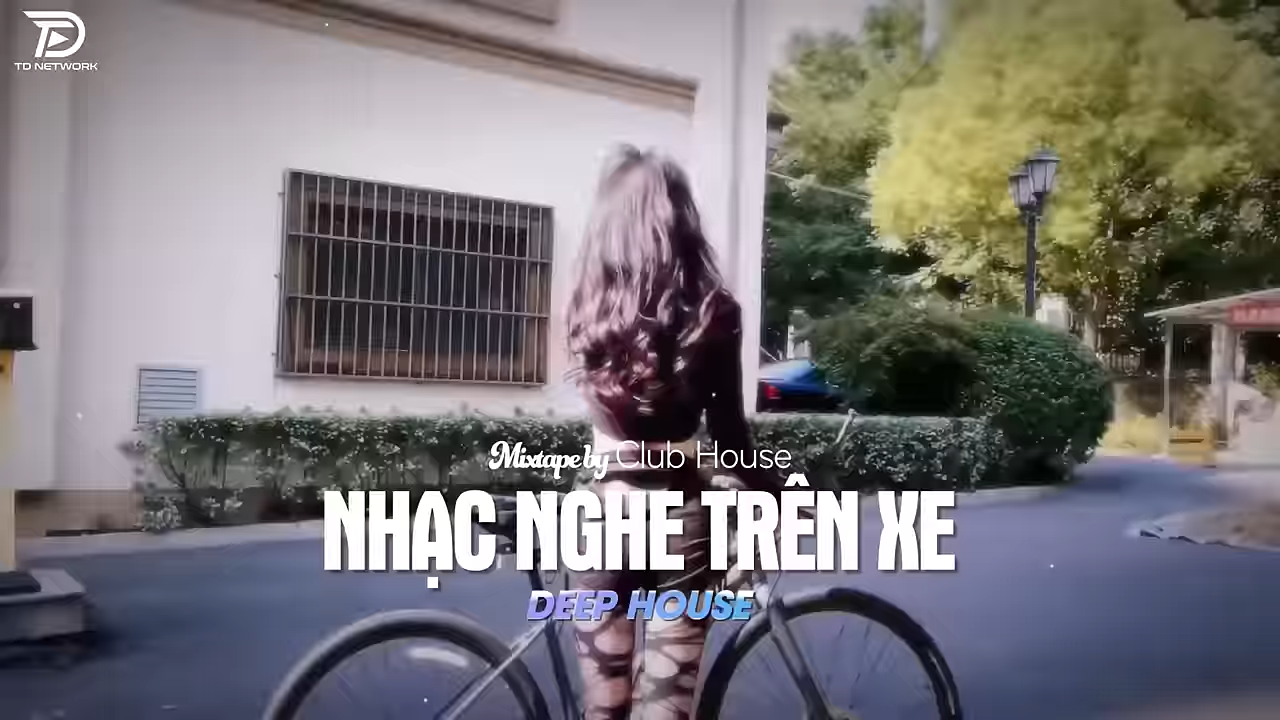 TD NETWORK
Mixtape by Club House
NHẠC NGHE TRÊN XE
DEEP HOUSE